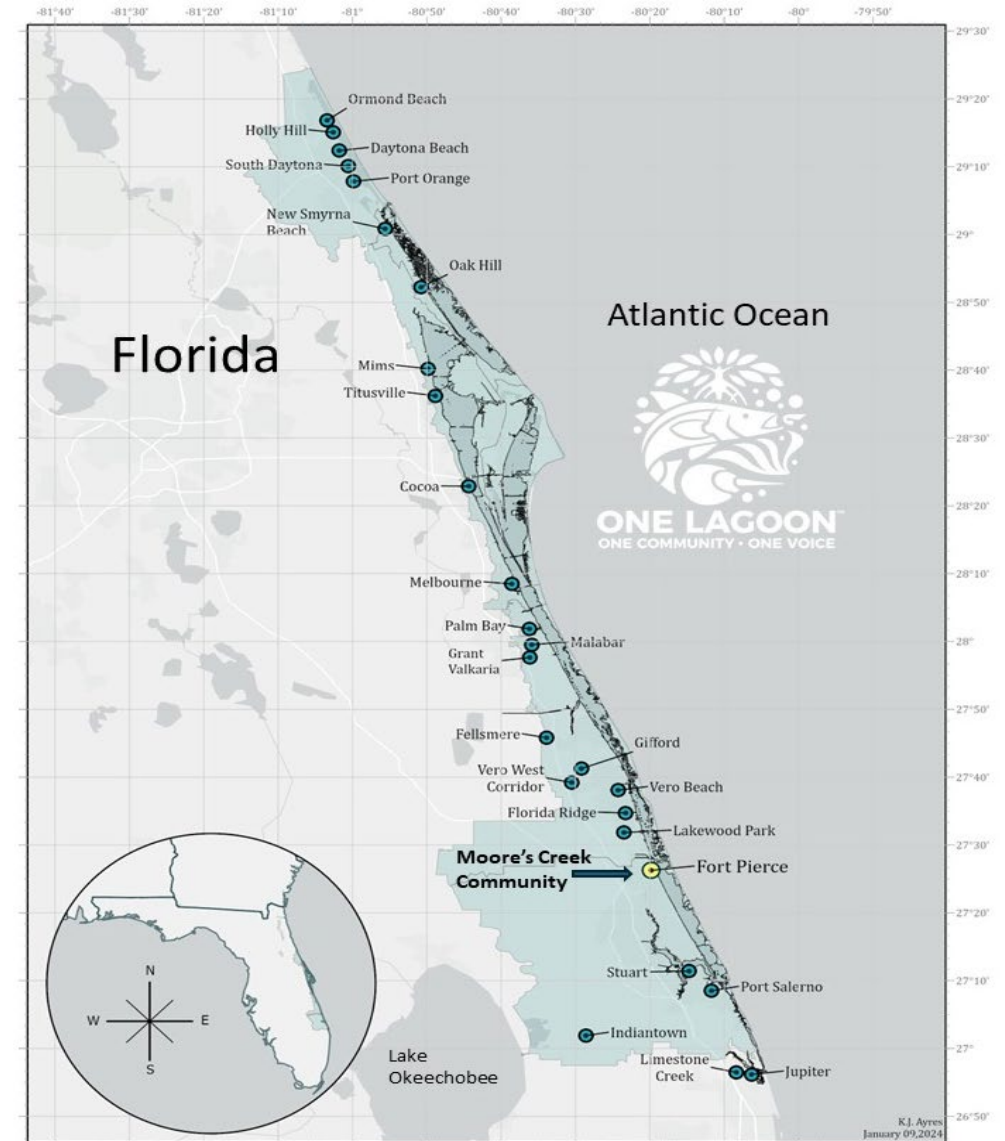 -81°40'
-81°20'
-81°10'
-81°
-80°50'
-80°40'
-80°30'
-80°20'
-80°10'
-80°
-79°50'
29°30'
29°20'
29°10'
29°
28°50'
28°40'
28°30'
28°20'
28°10'
28°
27°50'
27°40'
27°30'
27°20'
27°10'
27°
26°50'
Ormond Beach
Holly Hill
Daytona Beach
South Daytona
Port Orange
New Smyrna
Beach
Oak Hill
Atlantic Ocean
Florida
Mims
Titusville
Cocoa
ONE LAGOON™
ONE COMMUNITY • ONE VOICE
Melbourne
Palm Bay
Malabar
Grant
Valkaria
Fellsmere
Gifford
Vero West
Corridor
Vero Beach
Florida Ridge
Lakewood Park
Moore's Creek
Community
Fort Pierce
Stuart
Port Salerno
Indiantown
Limestone
Creek
Jupiter
Lake
Okeechobee
N
W
E
S
K.J. Ayres
January 09,2024